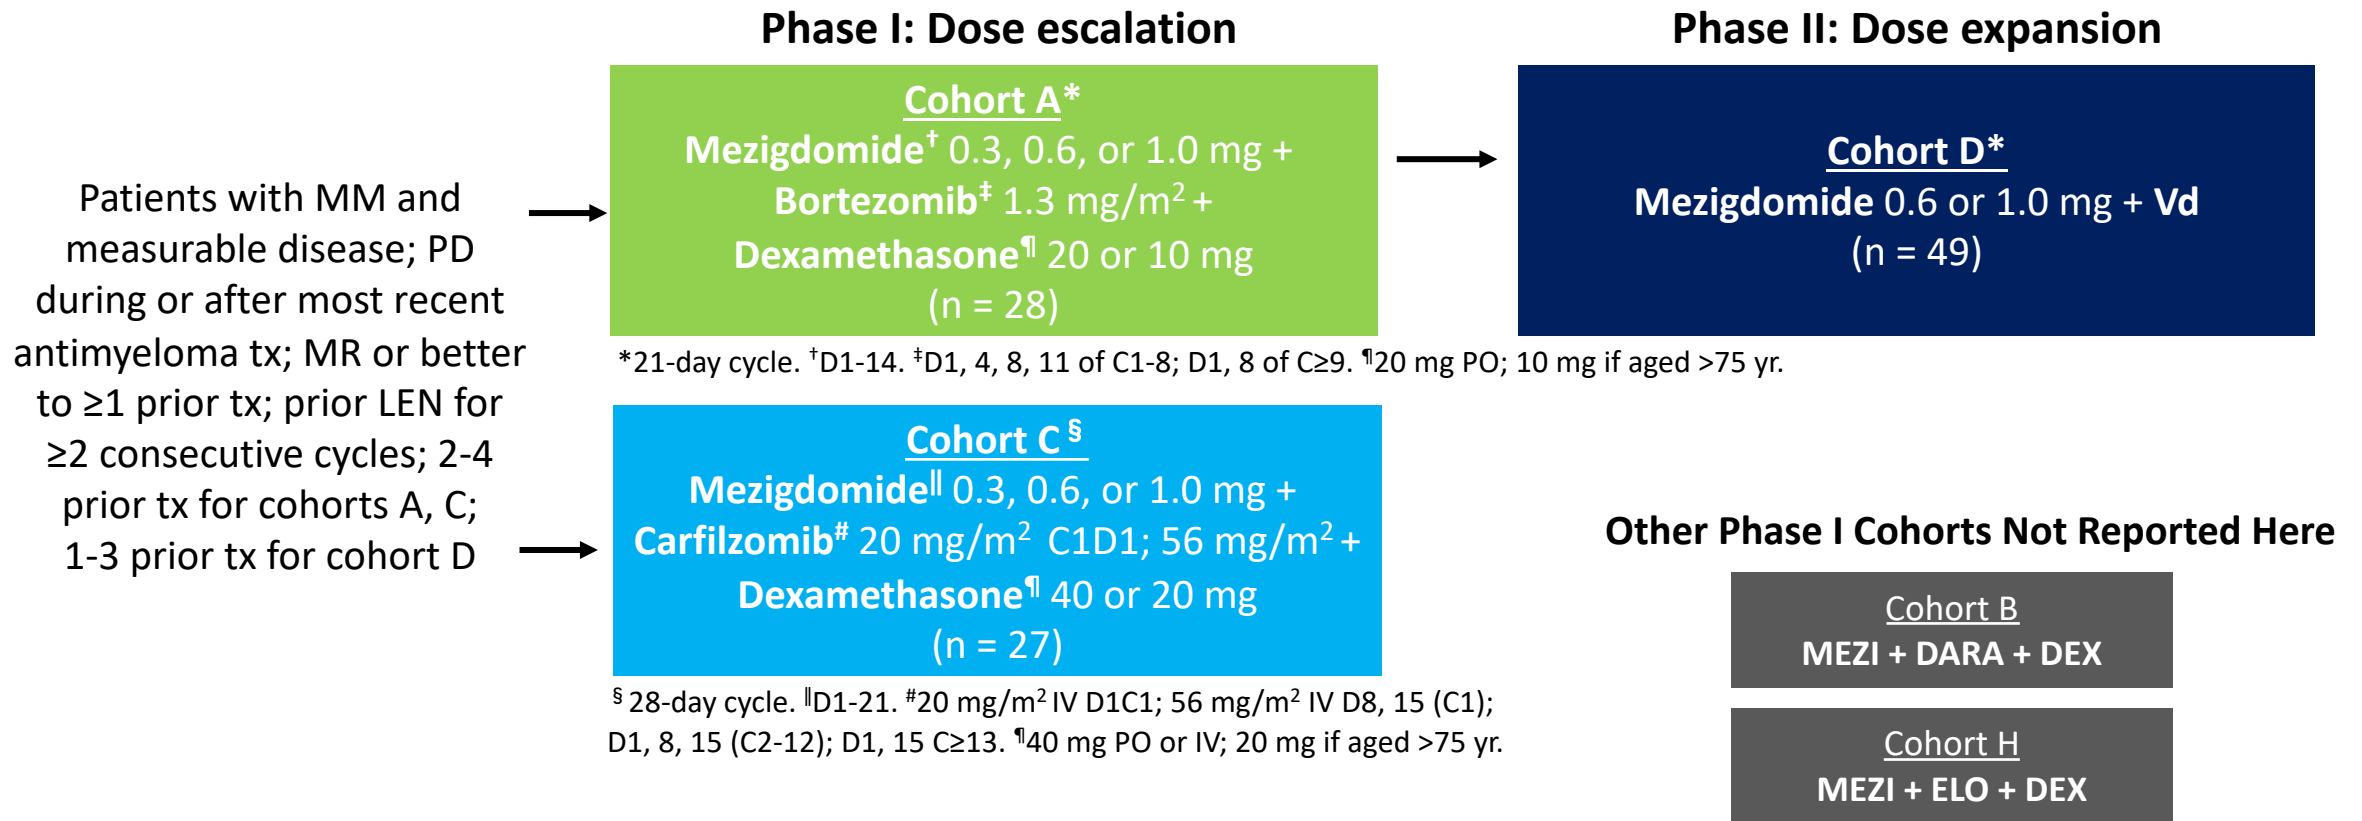 Phase I: Dose escalation
Phase II: Dose expansion
Patients with MM and
measurable disease; PD
during or after most recent
antimyeloma tx; MR or better
to ≥1 prior tx; prior LEN for
≥2 consecutive cycles; 2-4
prior tx for cohorts A, C;
1-3 prior tx for cohort D
Cohort A*
Mezigdomide† 0.3, 0.6, or 1.0 mg +
Bortezomib‡ 1.3 mg/m² +
Dexamethasone¶ 20 or 10 mg
(n = 28)
Cohort D*
Mezigdomide 0.6 or 1.0 mg + Vd
(n = 49)
*21-day cycle. †D1-14. ‡D1, 4, 8, 11 of C1-8; D1, 8 of C≥9. ¶20 mg PO; 10 mg if aged >75 yr.
Cohort C §
Mezigdomide‖ 0.3, 0.6, or 1.0 mg +
Carfilzomib# 20 mg/m² C1D1; 56 mg/m² +
Dexamethasone¶ 40 or 20 mg
(n = 27)
§ 28-day cycle. ‖D1-21. #20 mg/m² IV D1C1; 56 mg/m² IV D8, 15 (C1);
D1, 8, 15 (C2-12); D1, 15 C≥13. ¶40 mg PO or IV; 20 mg if aged >75 yr.
Other Phase I Cohorts Not Reported Here
Cohort B
MEZI + DARA + DEX
Cohort H
MEZI + ELO + DEX